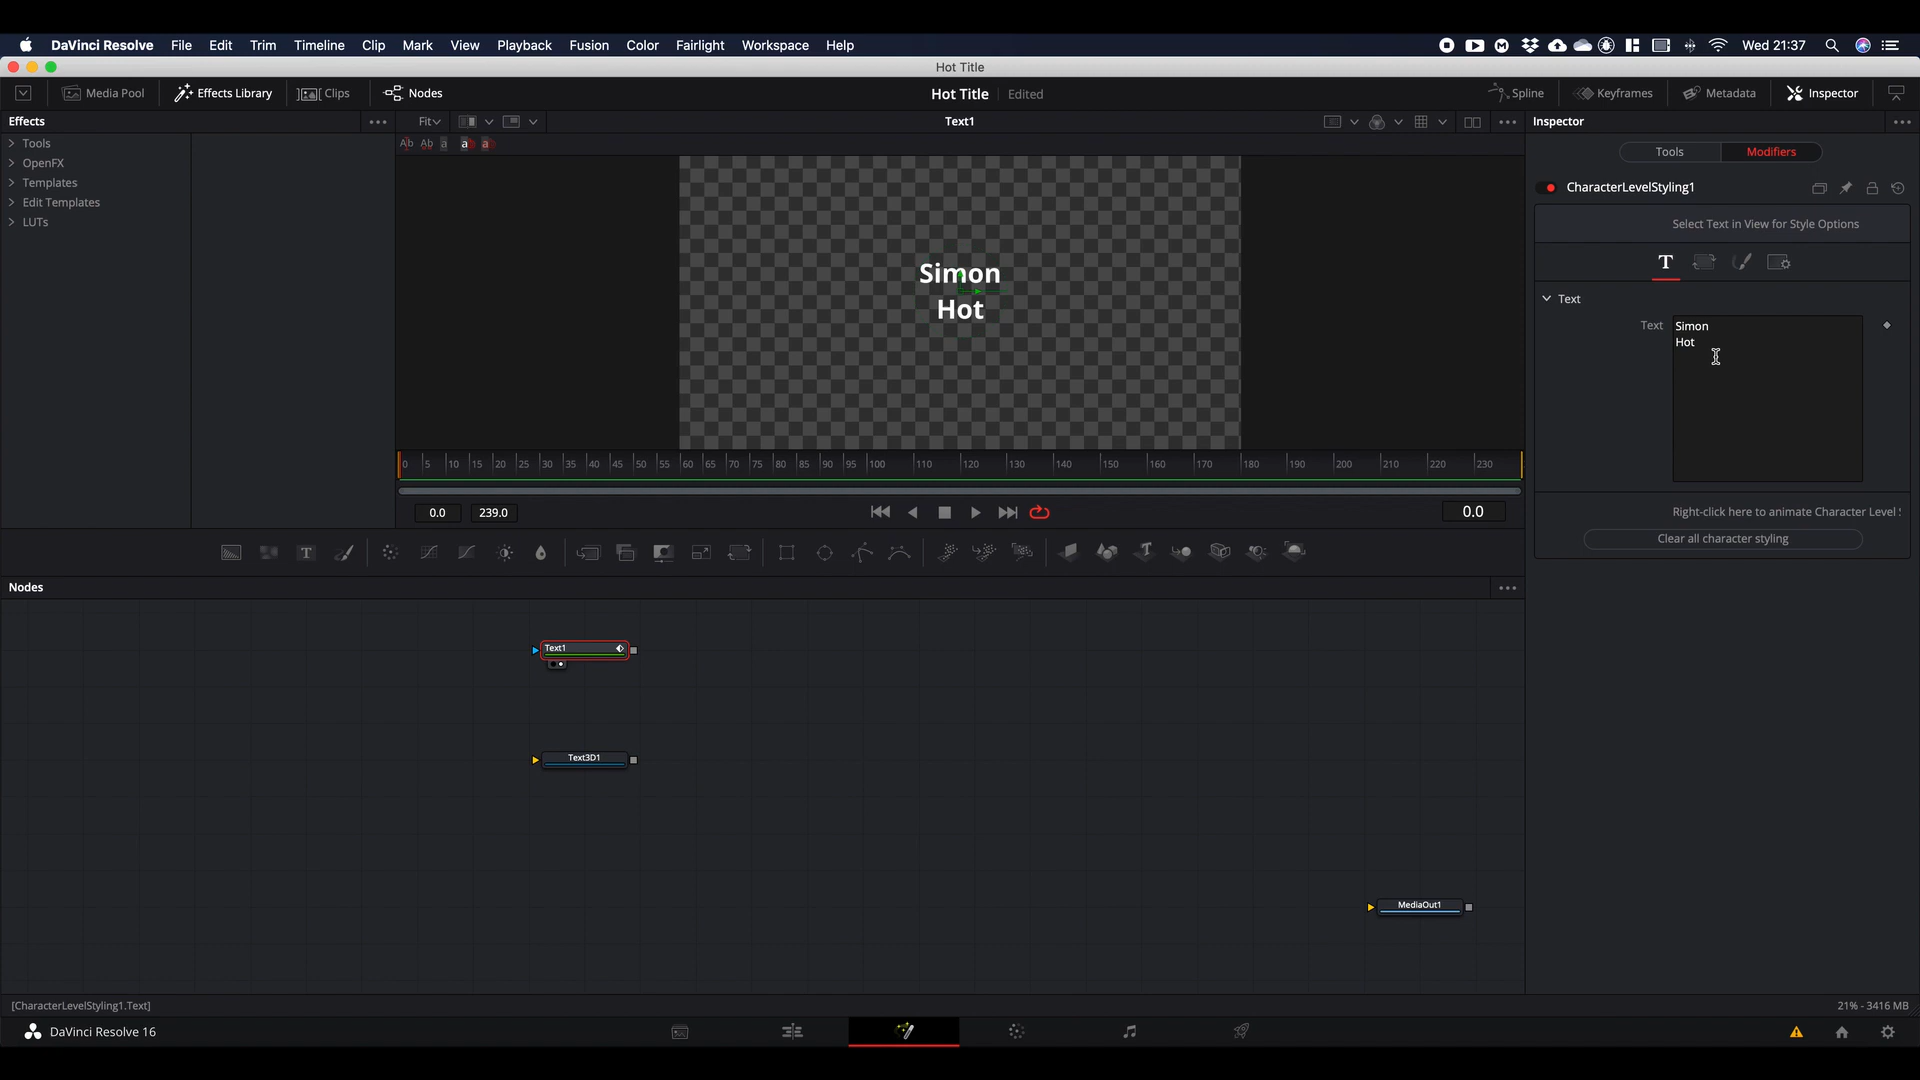 DaVinci Resolve File Edit Trim Timeline Clip Mark View Playback Fusion Color Fairlight Workspace Help Wed 21:37
Hot Title
Media Pool Effects Library Clips Nodes Hot Title Edited Spline Keyframes Metadata Inspector
Effects Fit Text1 Inspector
Tools
OpenFX
Templates
Edit Templates
LUTs
Simon
Hot
Tools Modifiers
CharacterLevelStyling1
Select Text in View for Style Options
T
Text
Text Simon
Hot
Right-click here to animate Character Level
Clear all character styling
0 5 10 15 20 25 30 35 40 45 50 55 60 65 70 75 80 85 90 95 100 110 120 130 140 150 160 170 180 190 200 210 220 230
0.0 239.0 0.0
Nodes
Text1
Text3D1
MediaOut1
[CharacterLevelStyling1.Text] 21% - 3416 MB
DaVinci Resolve 16